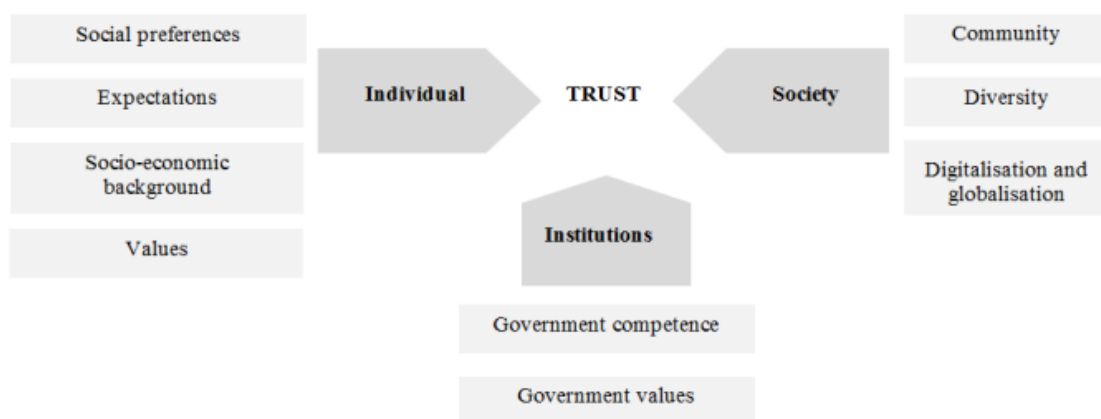 Social preferences
Expectations
Socio-economic
background
Values
Individual
TRUST
Society
Community
Diversity
Digitalisation and
globalisation
Institutions
Government competence
Government values